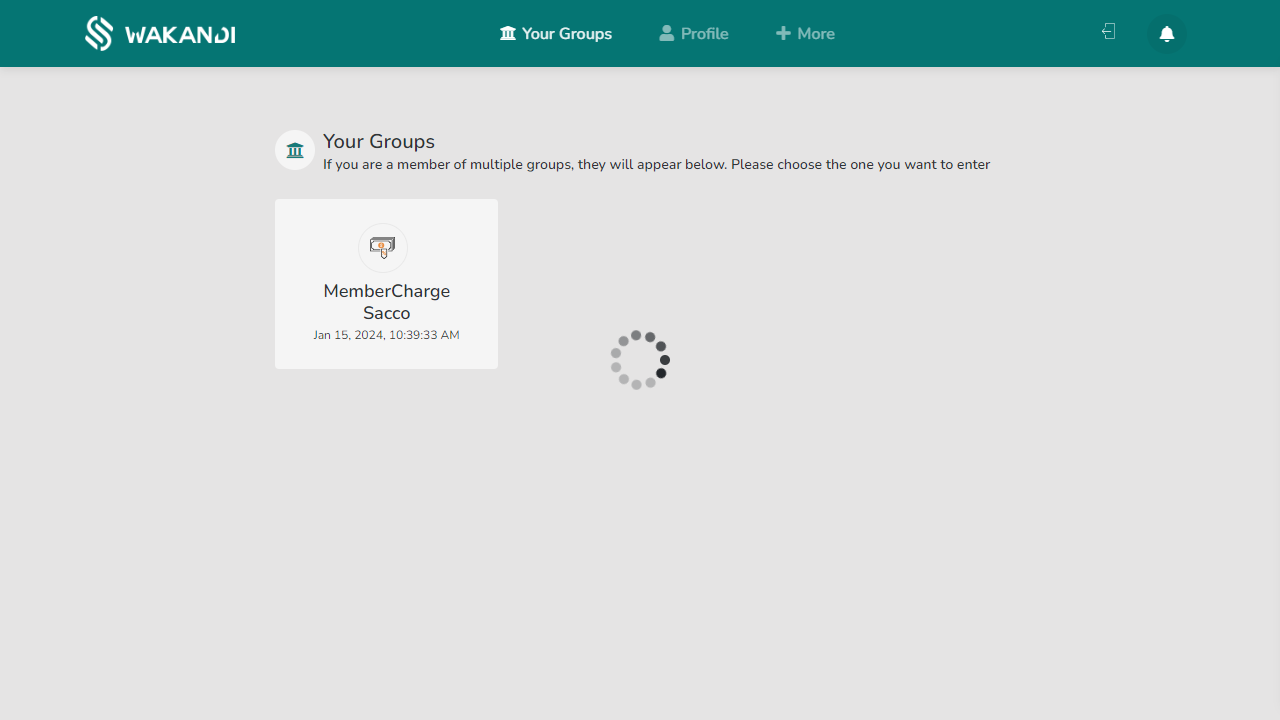 WAKANDI
Your Groups
Profile
More
Your Groups
If you are a member of multiple groups, they will appear below. Please choose the one you want to enter
MemberCharge
Sacco
Jan 15, 2024, 10:39:33 AM